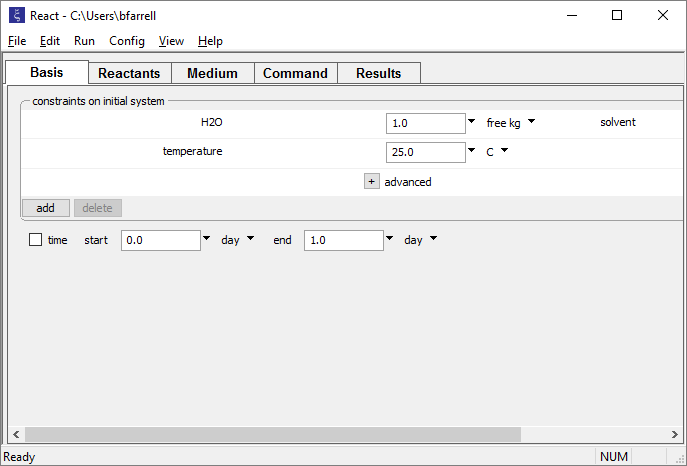 React - C:\Users\bfarrell
File Edit Run Config View Help
Basis Reactants Medium Command Results
constraints on initial system
H2O 1.0 free kg solvent
temperature 25.0 C
+ advanced
add delete
time start 0.0 day end 1.0 day
Ready NUM